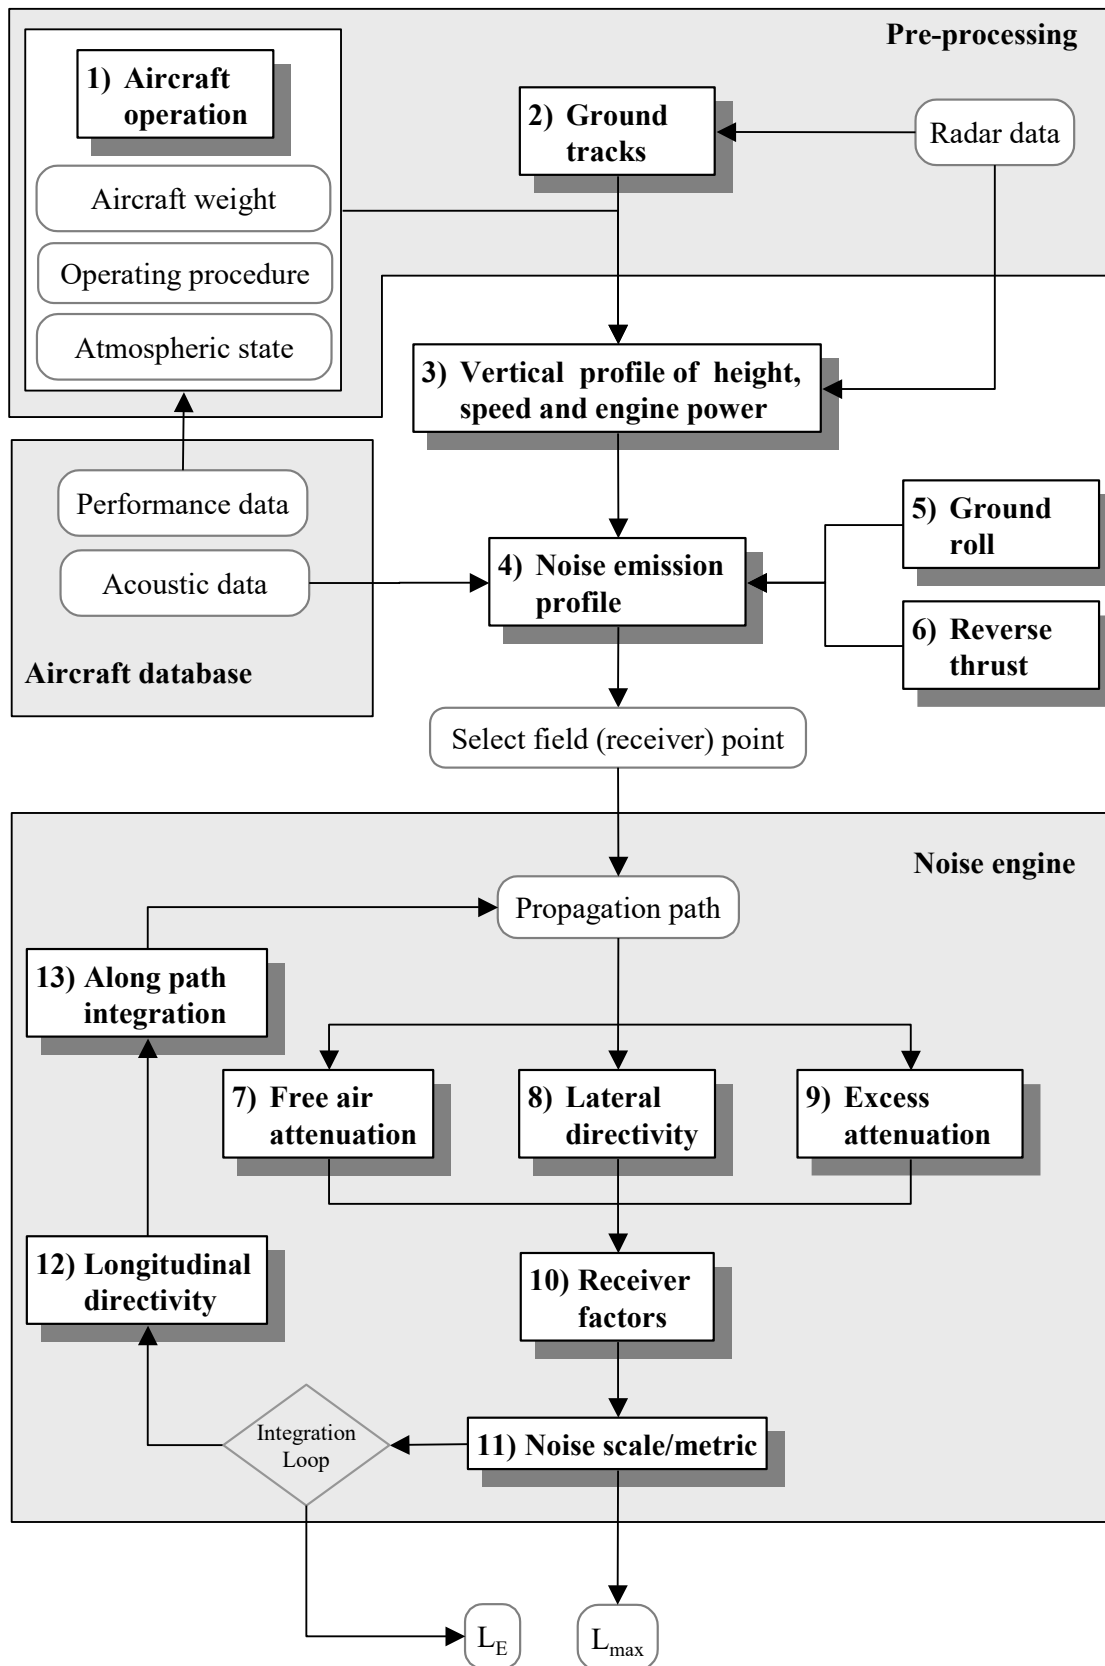 Pre-processing
1) Aircraft
operation
2) Ground
tracks
Radar data
Aircraft weight
Operating procedure
Atmospheric state
3) Vertical profile of height,
speed and engine power
Performance data
Acoustic data
Aircraft database
4) Noise emission
profile
5) Ground
roll
6) Reverse
thrust
Select field (receiver) point
Noise engine
Propagation path
13) Along path
integration
7) Free air
attenuation
8) Lateral
directivity
9) Excess
attenuation
12) Longitudinal
directivity
10) Receiver
factors
Integration
Loop
11) Noise scale/metric
L_E
L_max